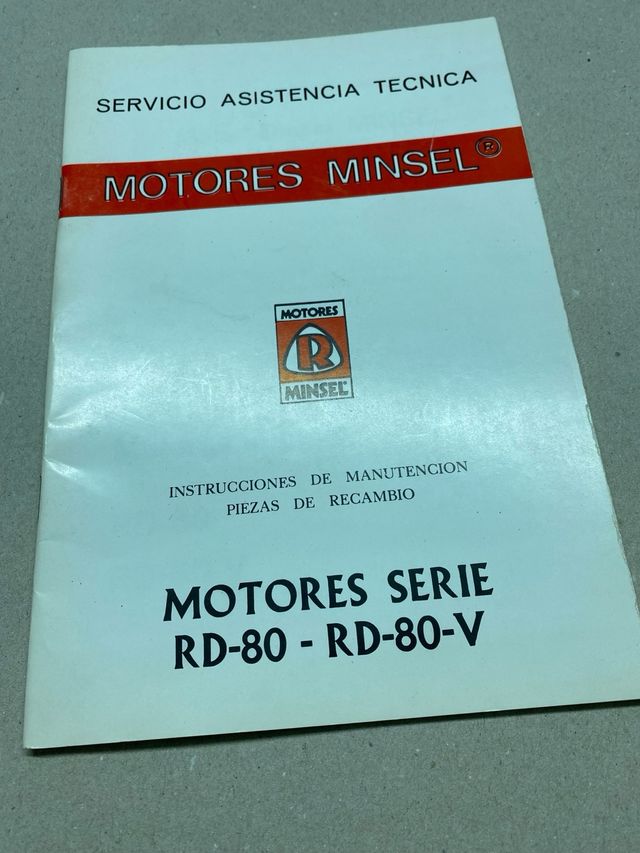 SERVICIO ASISTENCIA TECNICA
MOTORES MINSEL®
MOTORES
R
MINSEL
INSTRUCCIONES DE MANUTENCION
PIEZAS DE RECAMBIO
MOTORES SERIE
RD-80 - RD-80-V